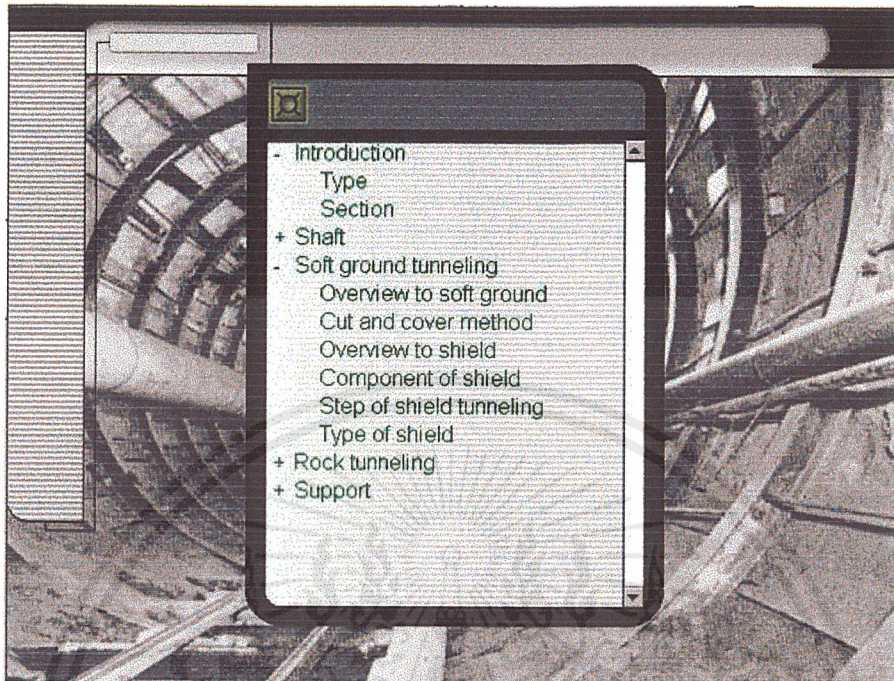 - Introduction
Type
Section
+ Shaft
- Soft ground tunneling
Overview to soft ground
Cut and cover method
Overview to shield
Component of shield
Step of shield tunneling
Type of shield
+ Rock tunneling
+ Support